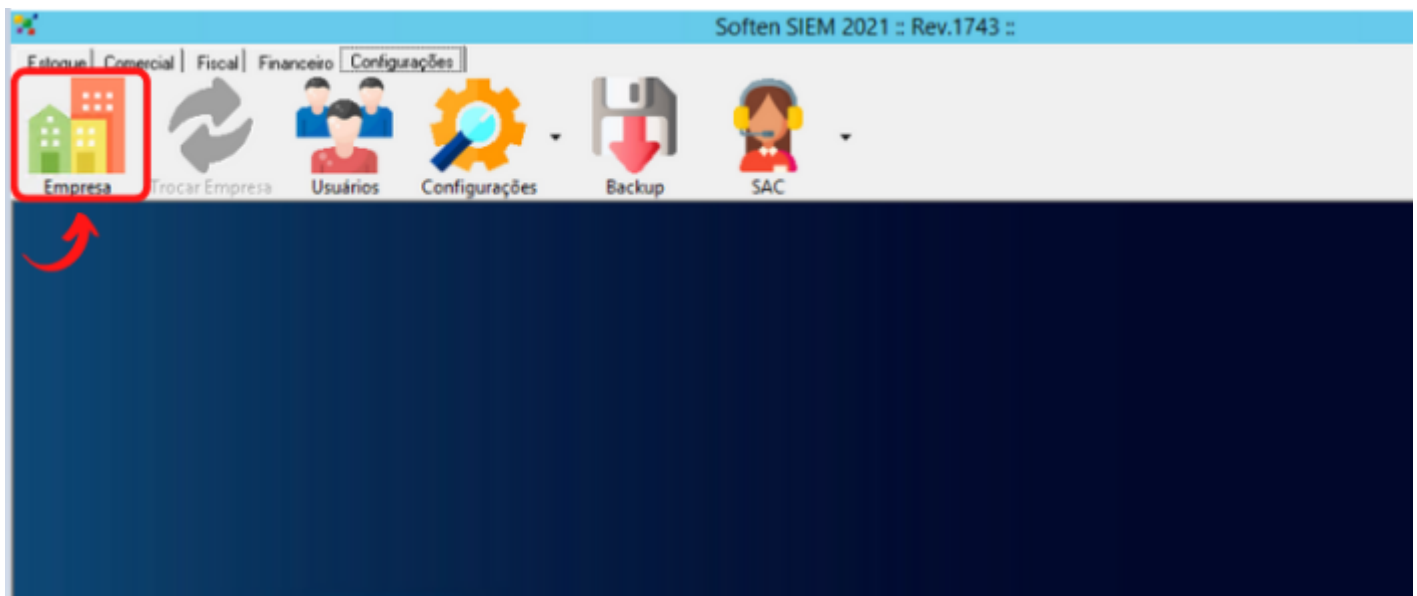 Soften SIEM 2021 :: Rev.1743 ::
Estoque Comercial Fiscal Financeiro Configurações
Empresa Trocar Empresa Usuários Configurações Backup SAC